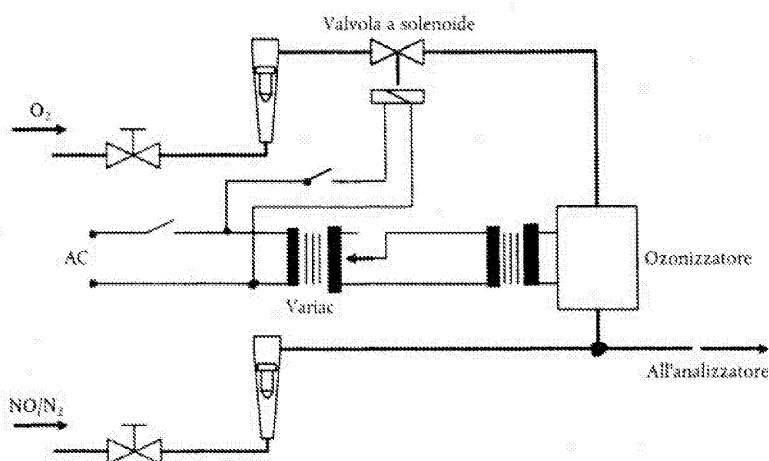 Valvola a solenoide
O₂
AC
Variac
Ozonizzatore
All'analizzatore
NO/N₂